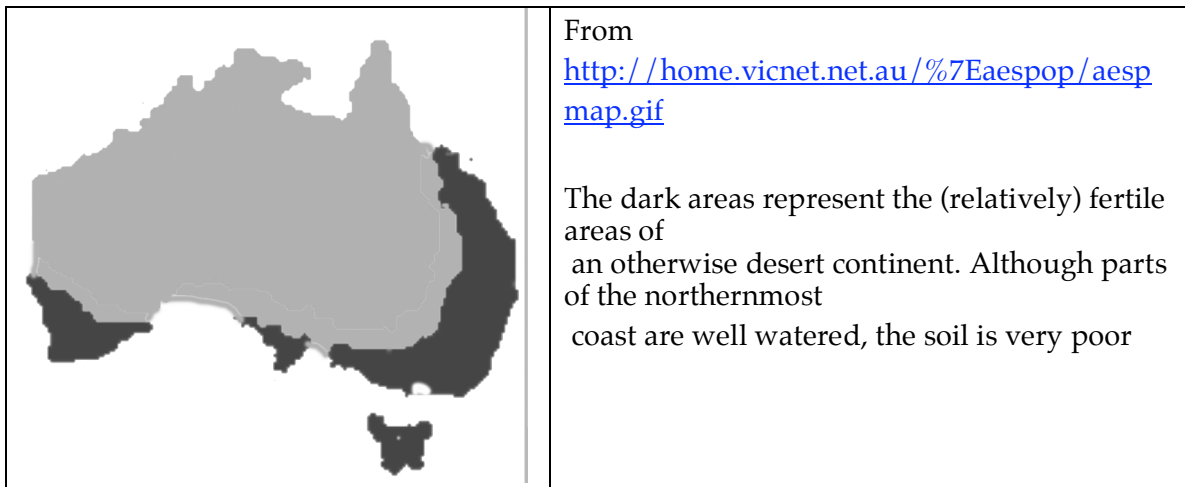 From
http://home.vicnet.net.au/%7Eaespop/aesp
map.gif
The dark areas represent the (relatively) fertile
areas of
an otherwise desert continent. Although parts
of the northernmost
coast are well watered, the soil is very poor